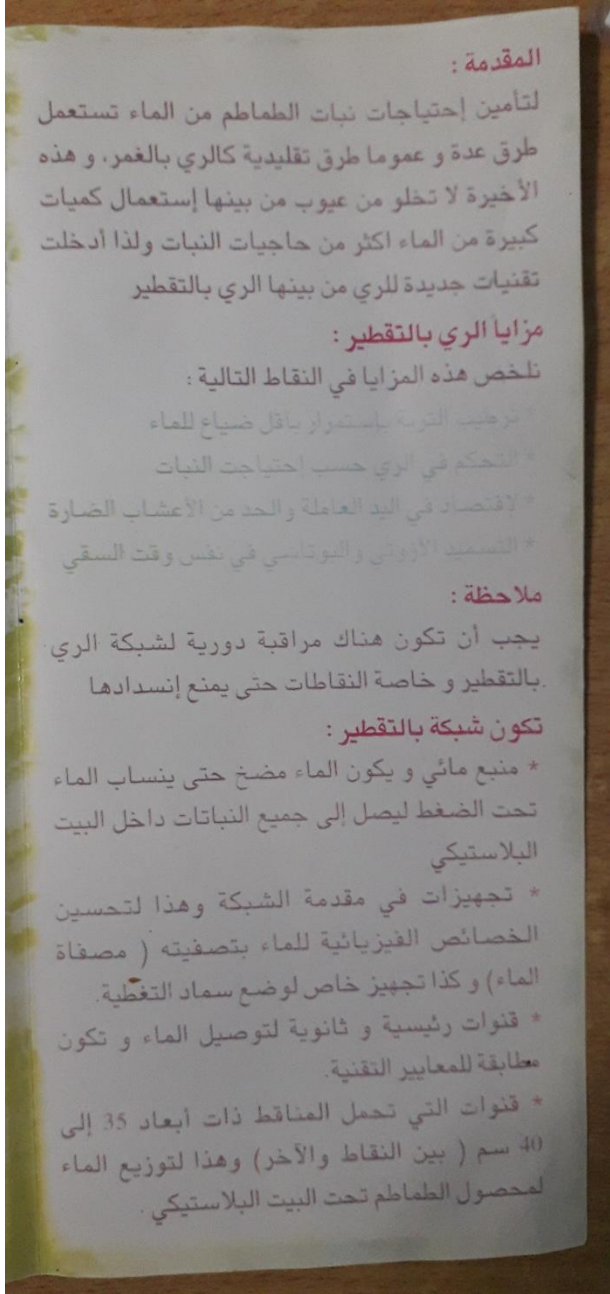 المقدمة :
لتأمين إحتياجات نبات الطماطم من الماء تستعمل
طرق عدة و عموما طرق تقليدية كالري بالغمر، و هذه
الأخيرة لا تخلو من عيوب من بينها إستعمال كميات
كبيرة من الماء اكثر من حاجيات النبات ولذا أدخلت
تقنيات جديدة للري من بينها الري بالتقطير
مزايا الري بالتقطير :
نلخص هذه المزايا في النقاط التالية :
* ترطيب التربة بإستمرار بأقل ضياع للماء
* التحكم في الري حسب إحتياجت النبات
* لإقتصاد في اليد العاملة والحد من الأعشاب الضارة
* التسميد الأزوتي والبوتاسي في نفس وقت السقي
ملاحظة :
يجب أن تكون هناك مراقبة دورية لشبكة الري
بالتقطير و خاصة النقاطات حتى يمنع إنسدادها.
تكون شبكة بالتقطير :
* منبع مائي و يكون الماء مضخ حتى ينساب الماء
تحت الضغط ليصل إلى جميع النباتات داخل البيت
البلاستيكي
* تجهيزات في مقدمة الشبكة وهذا لتحسين
الخصائص الفيزيائية للماء بتصفيته ( مصفاة
الماء) و كذا تجهيز خاص لوضع سماد التغطية.
* قنوات رئيسية و ثانوية لتوصيل الماء و تكون
مطابقة للمعايير التقنية.
* قنوات التي تحمل المناقط ذات أبعاد 35 إلى
40 سم ( بين النقاط والآخر) وهذا لتوزيع الماء
لمحصول الطماطم تحت البيت البلاستيكي .